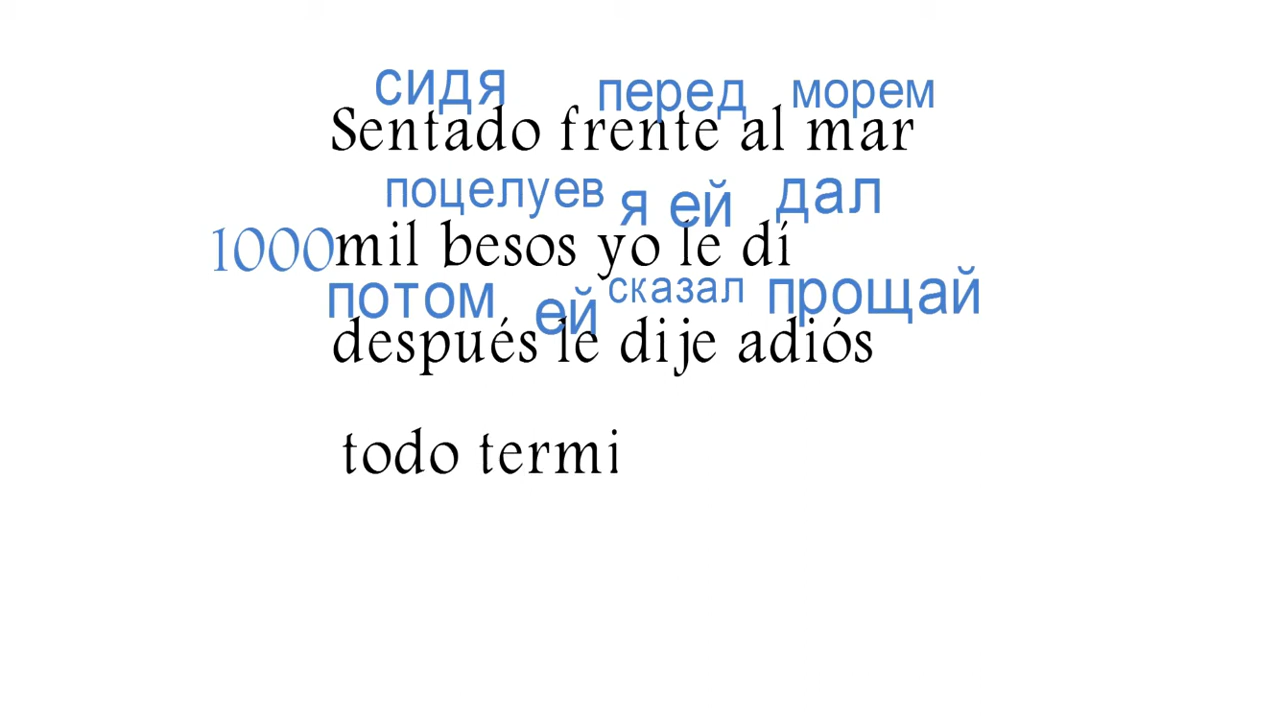 сидя перед морем
Sentado frente al mar
поцелуев я ей дал
1000 mil besos yo le dí
потом ей сказал прощай
después le dije adiós
todo termi